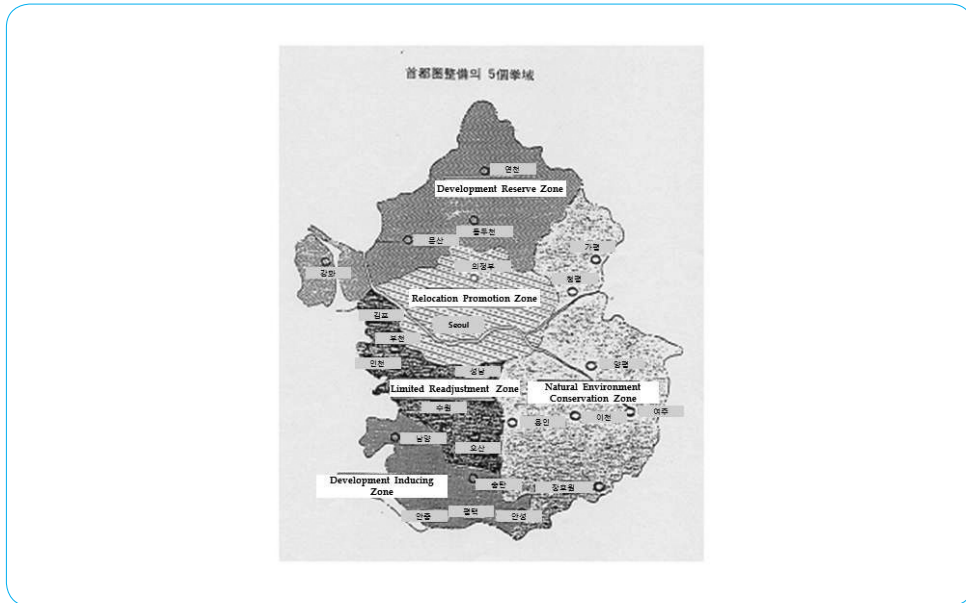 首都圈整備의 5個拳域
연천
Development Reserve Zone
동두천
문산
가평
의정부
강화
청평
Relocation Promotion Zone
김포
Seoul
부천
인천
성남
양평
Limited Readjustment Zone
Natural Environment
Conservation Zone
수원
이천
여주
용인
남양
오산
Development Inducing
Zone
송탄
장호원
안중
평택
안성